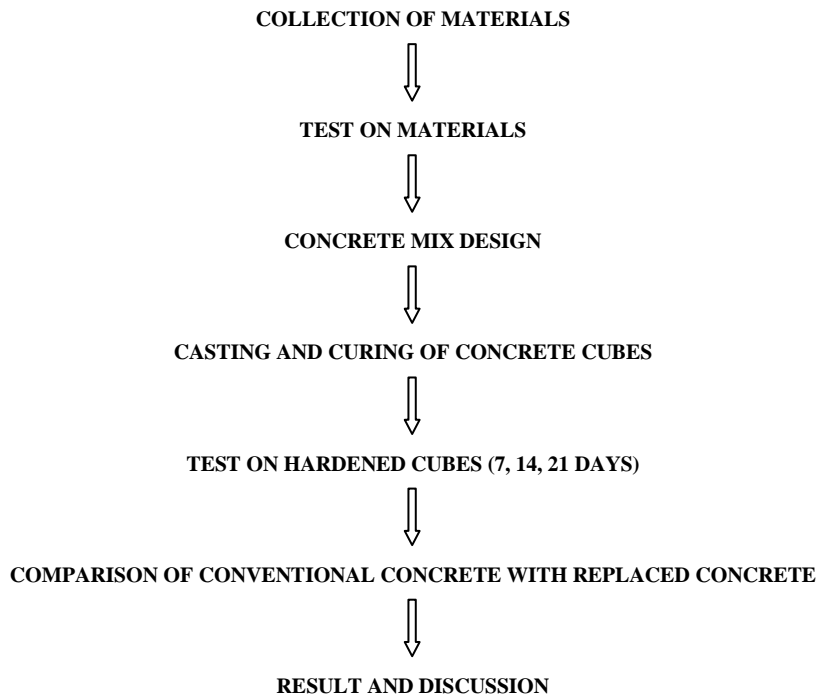 COLLECTION OF MATERIALS
TEST ON MATERIALS
CONCRETE MIX DESIGN
CASTING AND CURING OF CONCRETE CUBES
TEST ON HARDENED CUBES (7, 14, 21 DAYS)
COMPARISON OF CONVENTIONAL CONCRETE WITH REPLACED CONCRETE
RESULT AND DISCUSSION